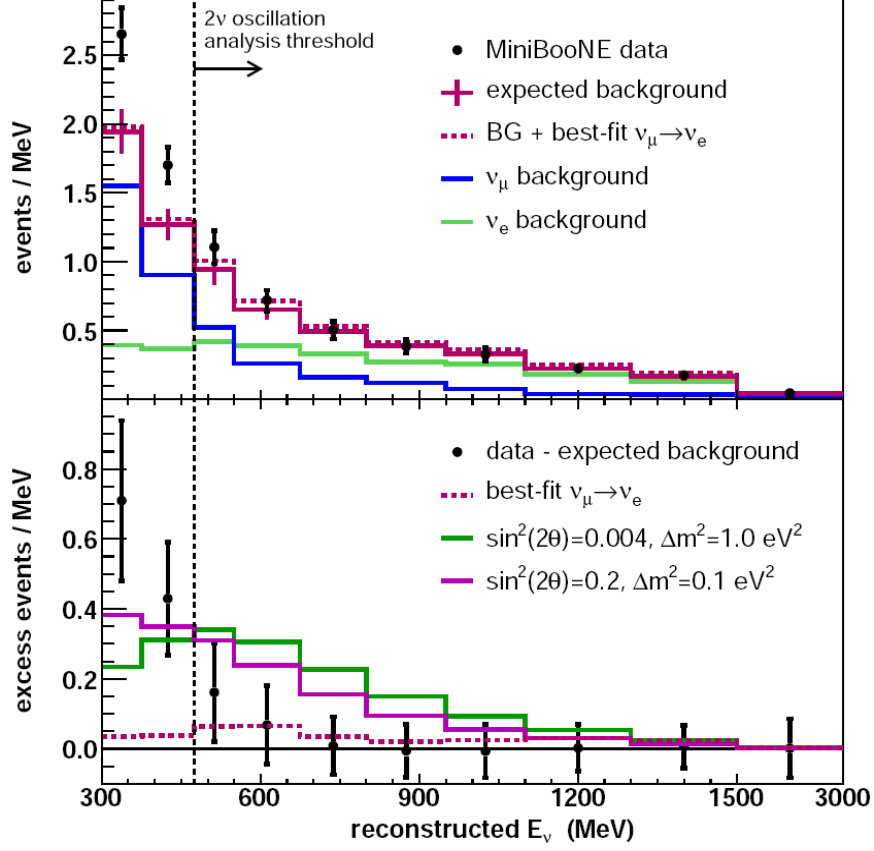 2ν oscillation
analysis threshold
MiniBooNE data
expected background
BG + best-fit νμ→νe
νμ background
νe background
events / MeV
2.5
2.0
1.5
1.0
0.5
data - expected background
best-fit νμ→νe
sin²(2θ)=0.004, Δm²=1.0 eV²
sin²(2θ)=0.2, Δm²=0.1 eV²
excess events / MeV
0.8
0.6
0.4
0.2
0.0
300 600 900 1200 1500 3000
reconstructed Eν (MeV)